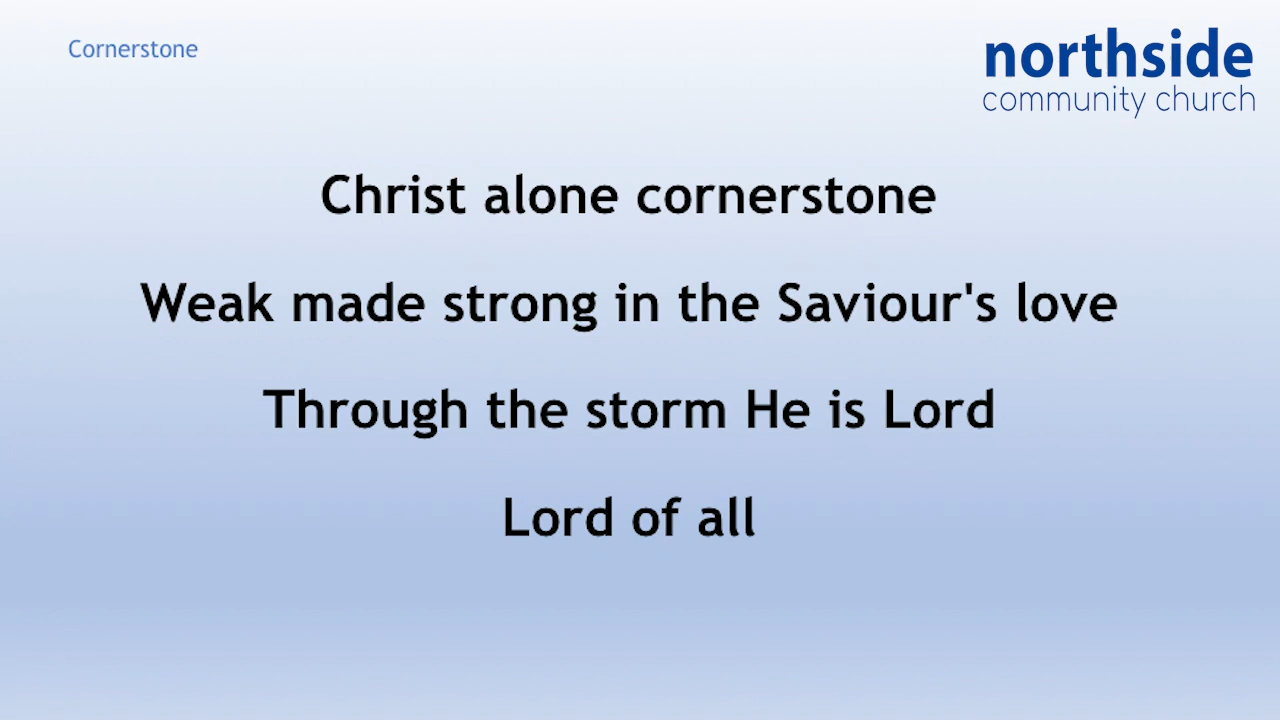 Cornerstone
northside
community church
Christ alone cornerstone
Weak made strong in the Saviour's love
Through the storm He is Lord
Lord of all